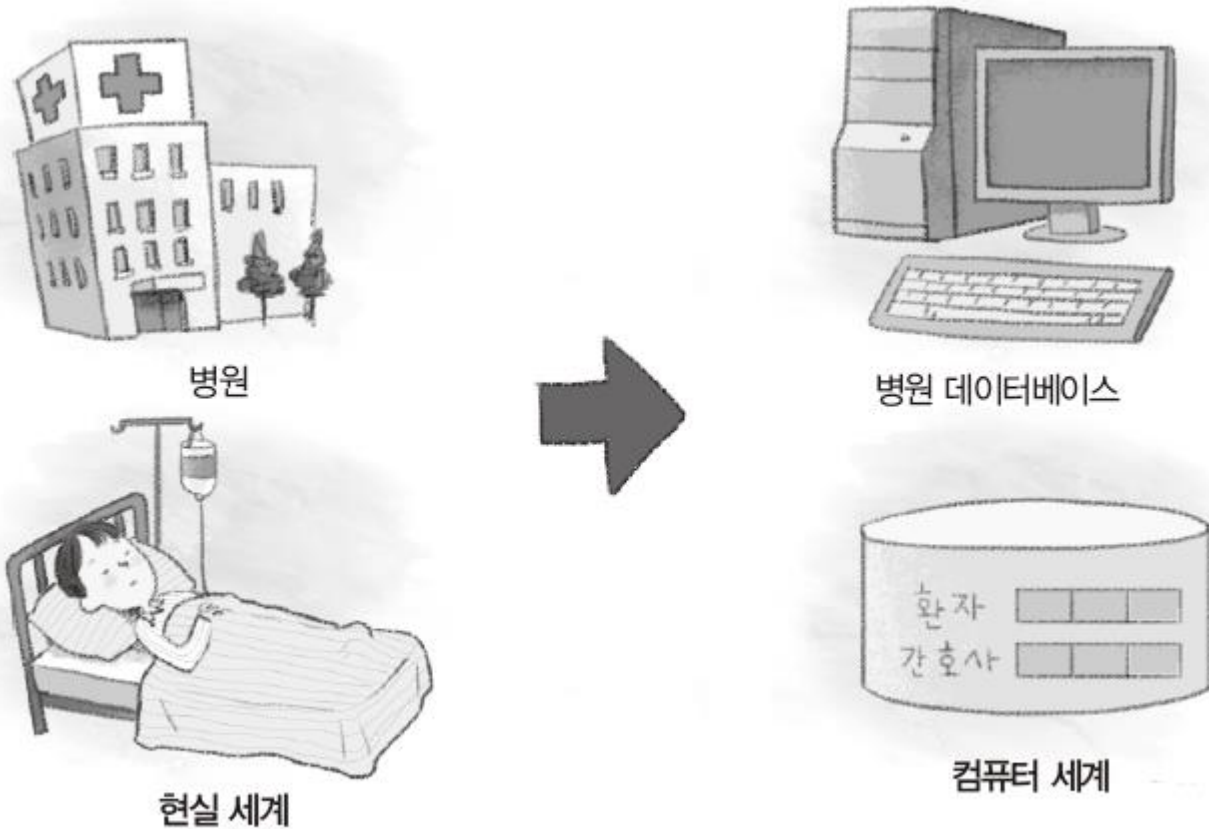 병원
병원 데이터베이스
환자
간호사
현실 세계
컴퓨터 세계